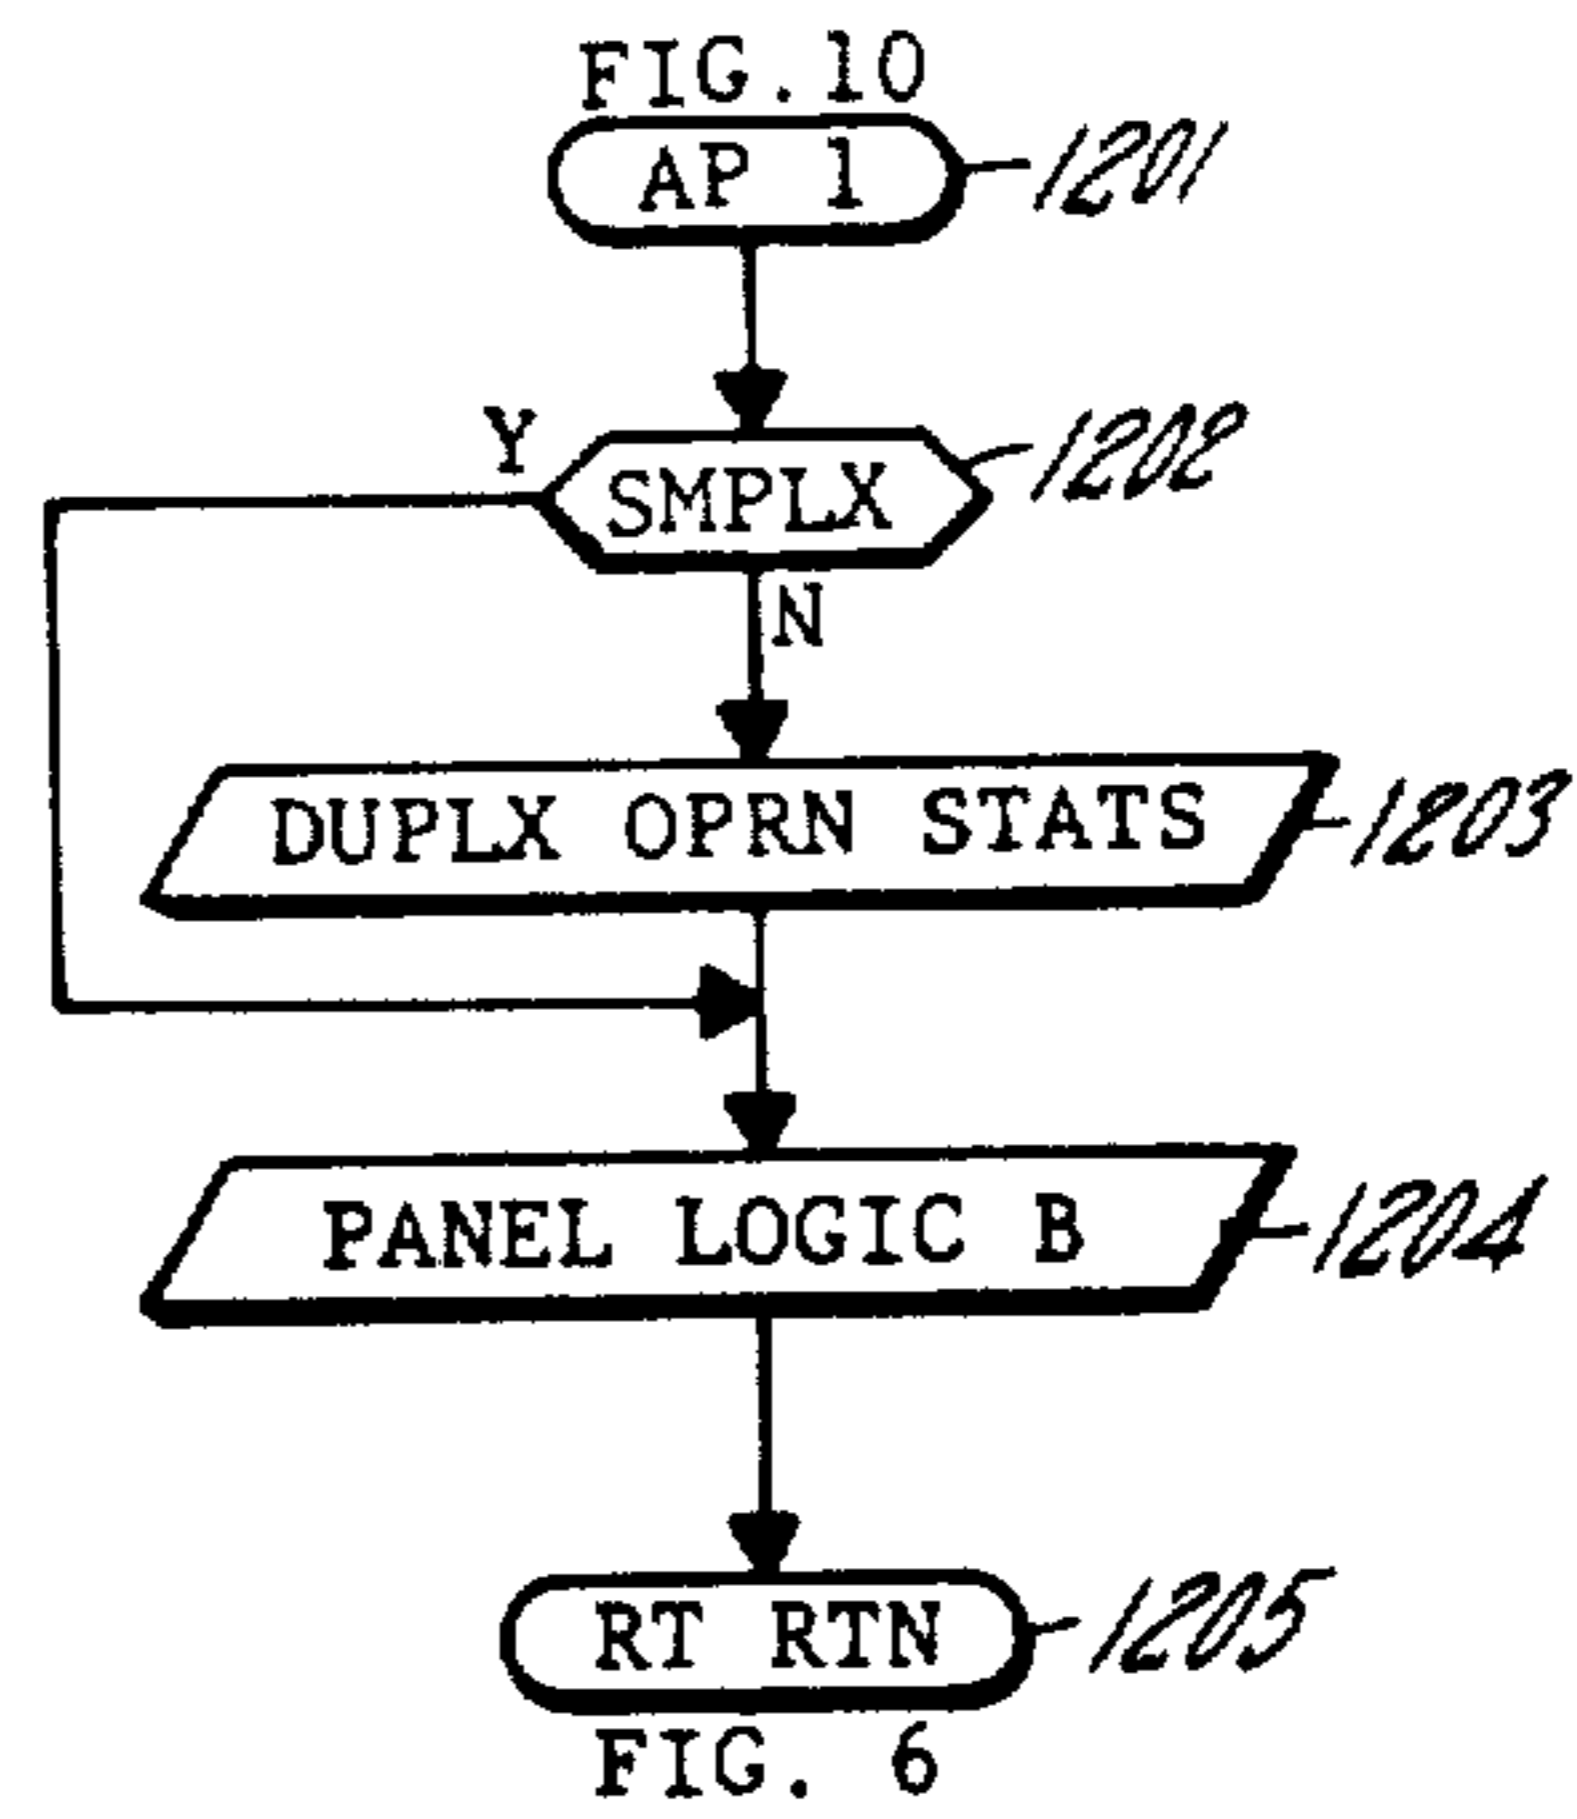 FIG.10
AP 1 1201
Y
SMPLX 1202
N
DUPLX OPRN STATS 1203
PANEL LOGIC B 1204
RT RTN 1205
FIG. 6